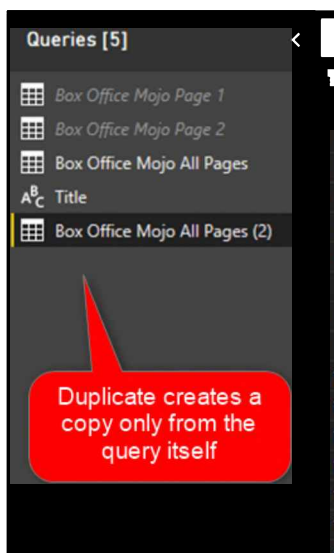 Queries [5]
<
Box Office Mojo Page 1
Box Office Mojo Page 2
Box Office Mojo All Pages
ABC Title
Box Office Mojo All Pages (2)
Duplicate creates a
copy only from the
query itself